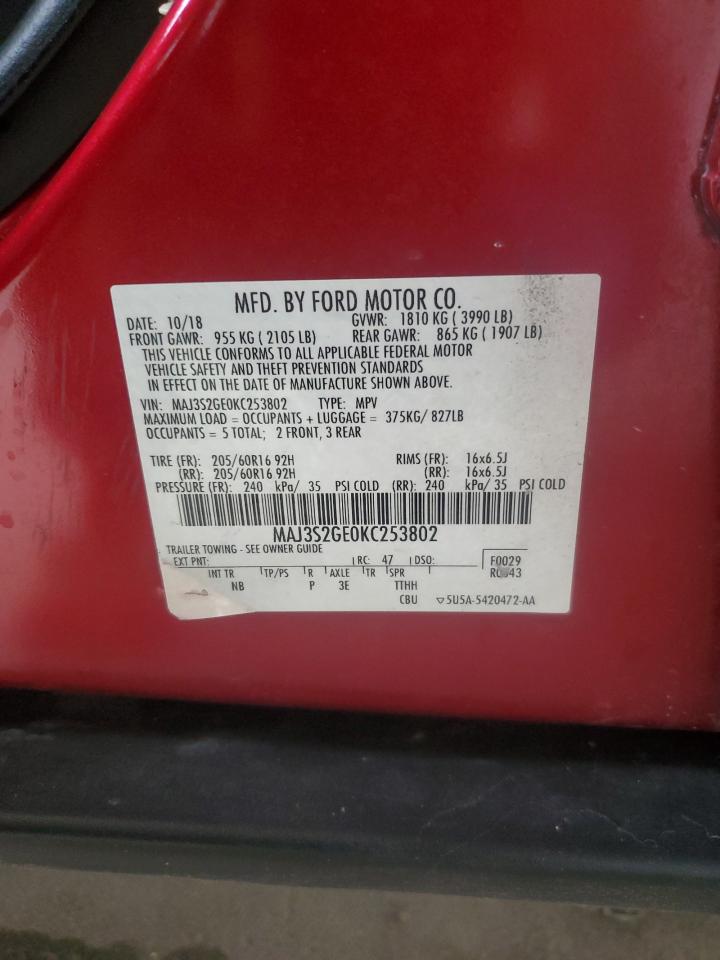 MFD. BY FORD MOTOR CO.
DATE: 10/18 GVWR: 1810 KG ( 3990 LB)
FRONT GAWR: 955 KG ( 2105 LB) REAR GAWR: 865 KG ( 1907 LB)
THIS VEHICLE CONFORMS TO ALL APPLICABLE FEDERAL MOTOR
VEHICLE SAFETY AND THEFT PREVENTION STANDARDS
IN EFFECT ON THE DATE OF MANUFACTURE SHOWN ABOVE.
VIN: MAJ3S2GE0KC253802 TYPE: MPV
MAXIMUM LOAD = OCCUPANTS + LUGGAGE = 375KG/ 827LB
OCCUPANTS = 5 TOTAL; 2 FRONT, 3 REAR
TIRE (FR): 205/60R16 92H RIMS (FR): 16x6.5J
(RR): 205/60R16 92H (RR): 16x6.5J
PRESSURE (FR): 240 kPa/ 35 PSI COLD (RR): 240 kPa/ 35 PSI COLD
MAJ3S2GE0KC253802
TRAILER TOWING - SEE OWNER GUIDE
EXT PNT: RC: 47 DSO: F0029
INT TR TP/PS R AXLE TR SPR
NB P 3E TTHH
CBU ▽5U5A-5420472-AA